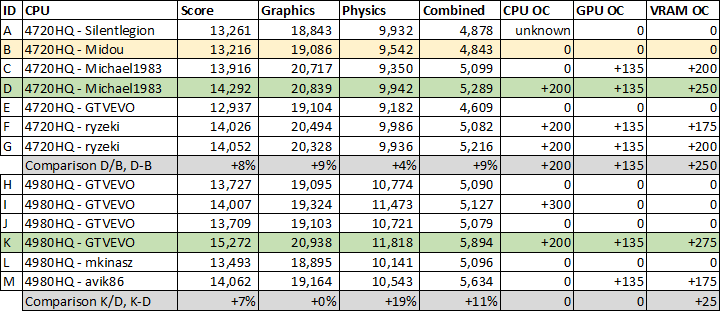 ID CPU Score Graphics Physics Combined CPU OC GPU OC VRAM OC
A 4720HQ - Silentlegion 13,261 18,843 9,932 4,878 unknown 0 0
B 4720HQ - Midou 13,216 19,086 9,542 4,843 0 0 0
C 4720HQ - Michael1983 13,916 20,717 9,350 5,099 0 +135 +200
D 4720HQ - Michael1983 14,292 20,839 9,942 5,289 +200 +135 +250
E 4720HQ - GTVEVO 12,937 19,104 9,182 4,609 0 0 0
F 4720HQ - ryzeki 14,026 20,494 9,986 5,082 +200 +135 +175
G 4720HQ - ryzeki 14,052 20,328 9,936 5,216 +200 +135 +200
Comparison D/B, D-B +8% +9% +4% +9% +200 +135 +250
H 4980HQ - GTVEVO 13,727 19,095 10,774 5,090 0 0 0
I 4980HQ - GTVEVO 14,007 19,324 11,473 5,127 +300 0 0
J 4980HQ - GTVEVO 13,709 19,103 10,721 5,079 0 0 0
K 4980HQ - GTVEVO 15,272 20,938 11,818 5,894 +200 +135 +275
L 4980HQ - mkinasz 13,493 18,895 10,141 5,096 0 0 0
M 4980HQ - avik86 14,062 19,164 10,543 5,634 0 +135 +175
Comparison K/D, K-D +7% +0% +19% +11% 0 0 +25